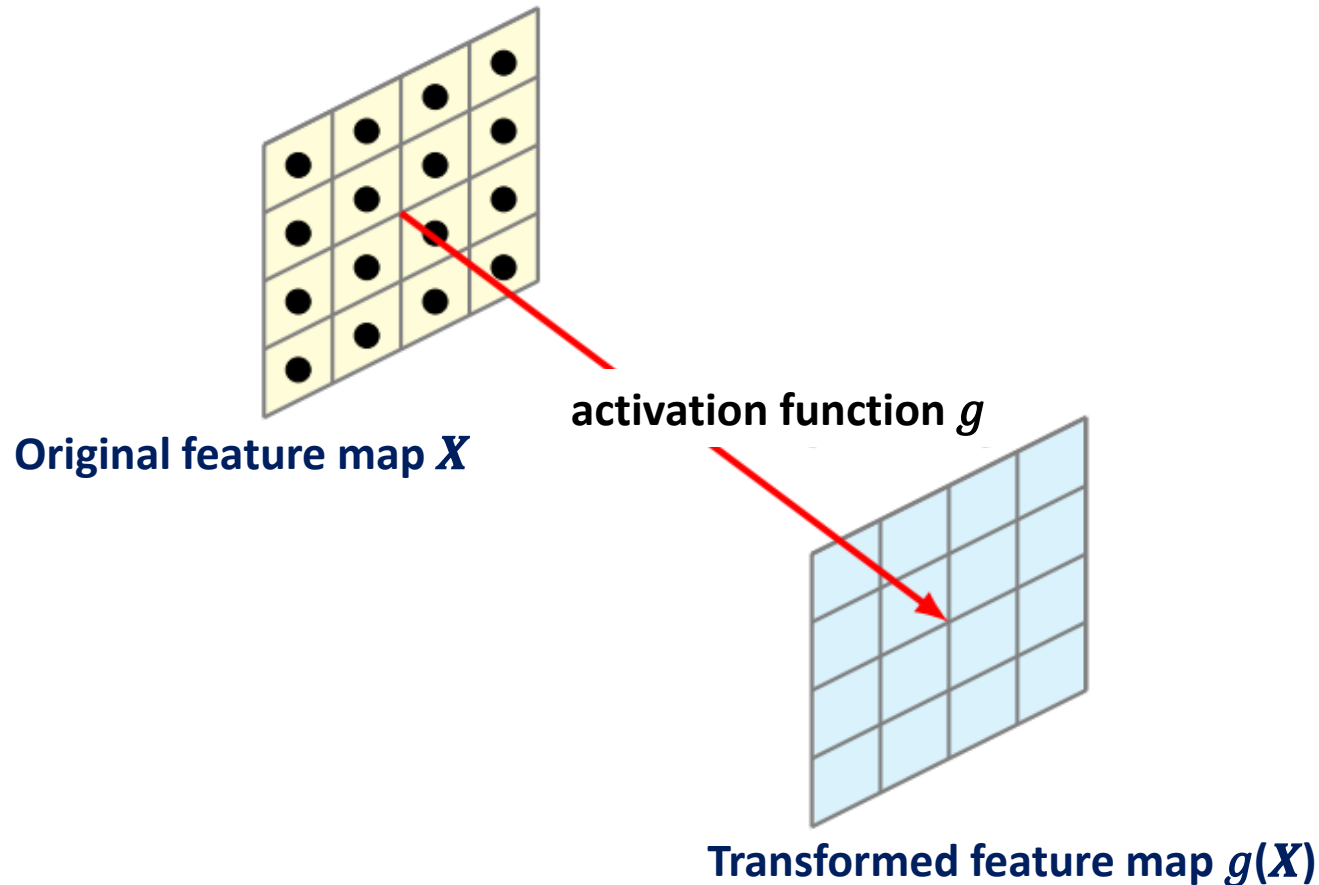 activation function g
Original feature map X
Transformed feature map g(X)